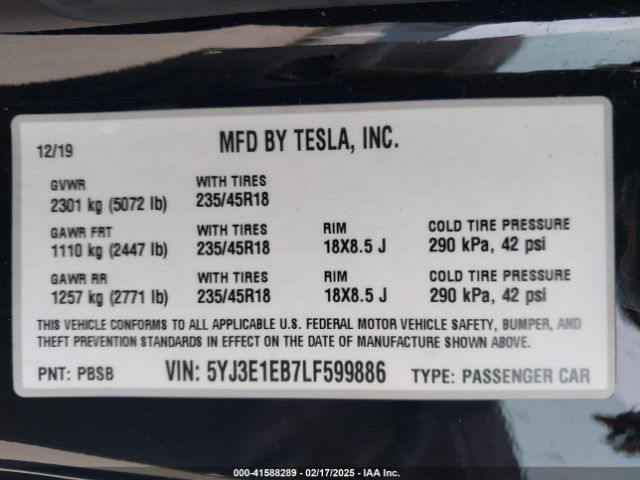 12/19 MFD BY TESLA, INC.
GVWR WITH TIRES
2301 kg (5072 lb) 235/45R18
GAWR FRT WITH TIRES RIM COLD TIRE PRESSURE
1110 kg (2447 lb) 235/45R18 18X8.5 J 290 kPa, 42 psi
GAWR RR WITH TIRES RIM COLD TIRE PRESSURE
1257 kg (2771 lb) 235/45R18 18X8.5 J 290 kPa, 42 psi
THIS VEHICLE CONFORMS TO ALL APPLICABLE U.S. FEDERAL MOTOR VEHICLE SAFETY, BUMPER, AND
THEFT PREVENTION STANDARDS IN EFFECT ON THE DATE OF MANUFACTURE SHOWN ABOVE.
PNT: PBSB VIN: 5YJ3E1EB7LF599886 TYPE: PASSENGER CAR
000-41588289 - 02/17/2025 - IAA Inc.